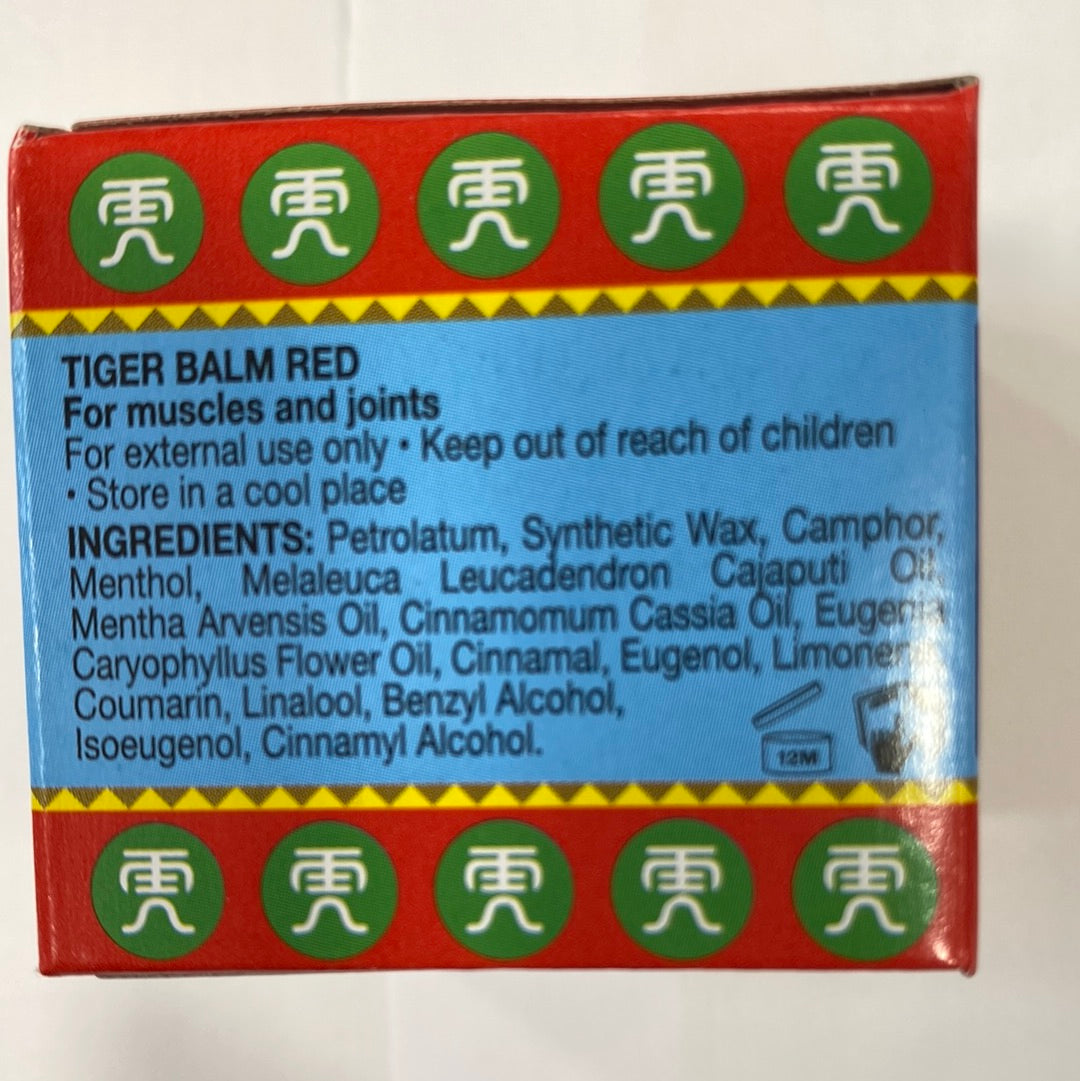 TIGER BALM RED
For muscles and joints
For external use only • Keep out of reach of children
• Store in a cool place
INGREDIENTS: Petrolatum, Synthetic Wax, Camphor,
Menthol, Melaleuca Leucadendron Cajaputi Oil,
Mentha Arvensis Oil, Cinnamomum Cassia Oil, Eugenia
Caryophyllus Flower Oil, Cinnamal, Eugenol,
Coumarin, Linalool, Benzyl Alcohol,
Isoeugenol, Cinnamyl Alcohol.
12M